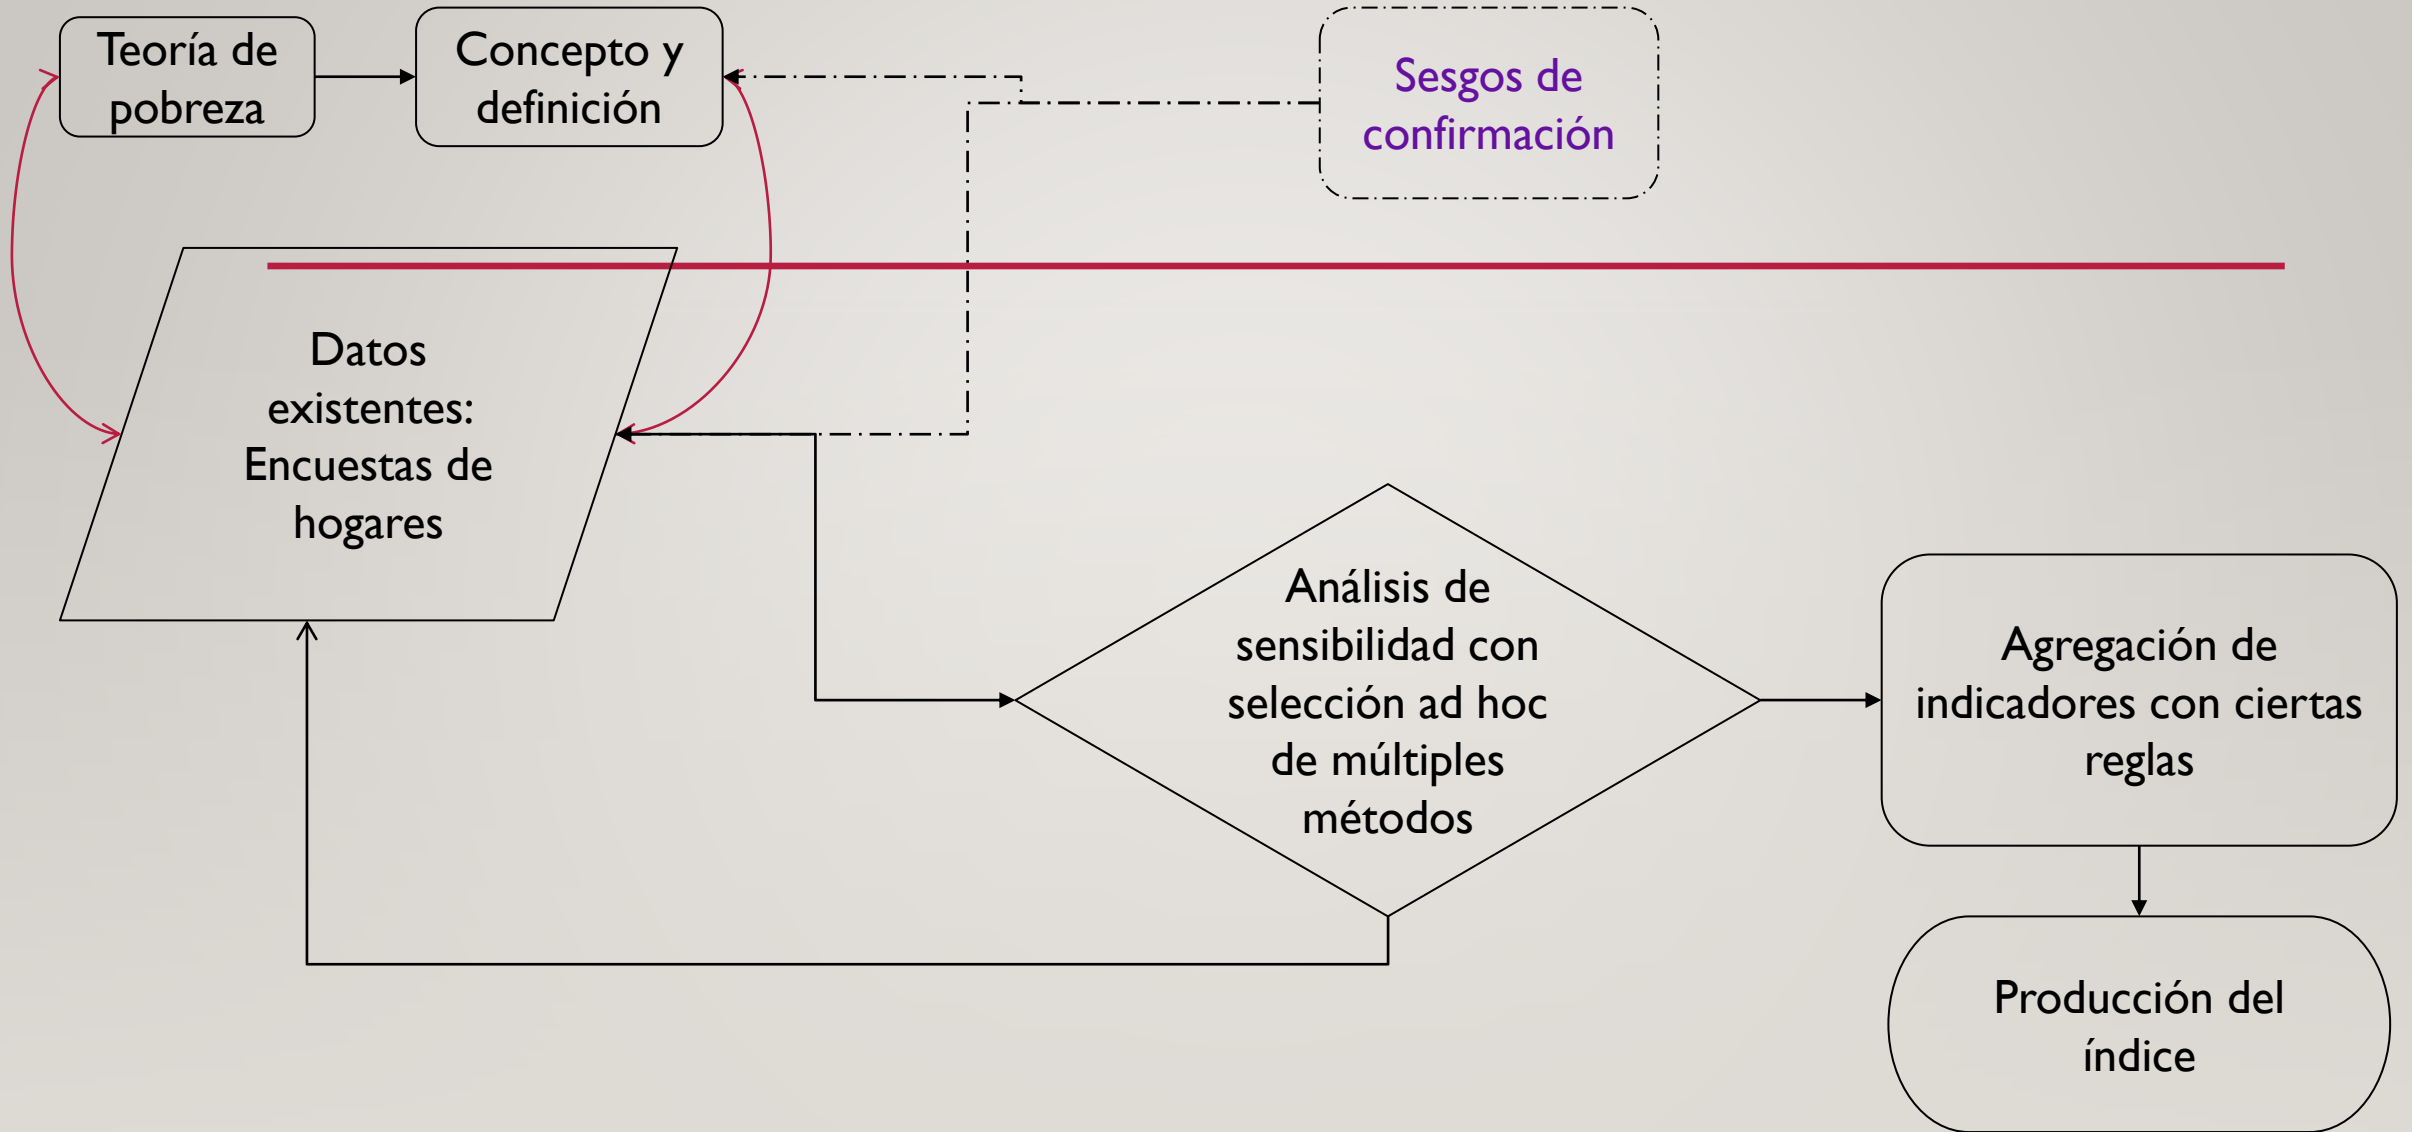 Teoría de
pobreza
Concepto y
definición
Sesgos de
confirmación
Datos
existentes:
Encuestas de
hogares
Análisis de
sensibilidad con
selección ad hoc
de múltiples
métodos
Agregación de
indicadores con ciertas
reglas
Producción del
índice